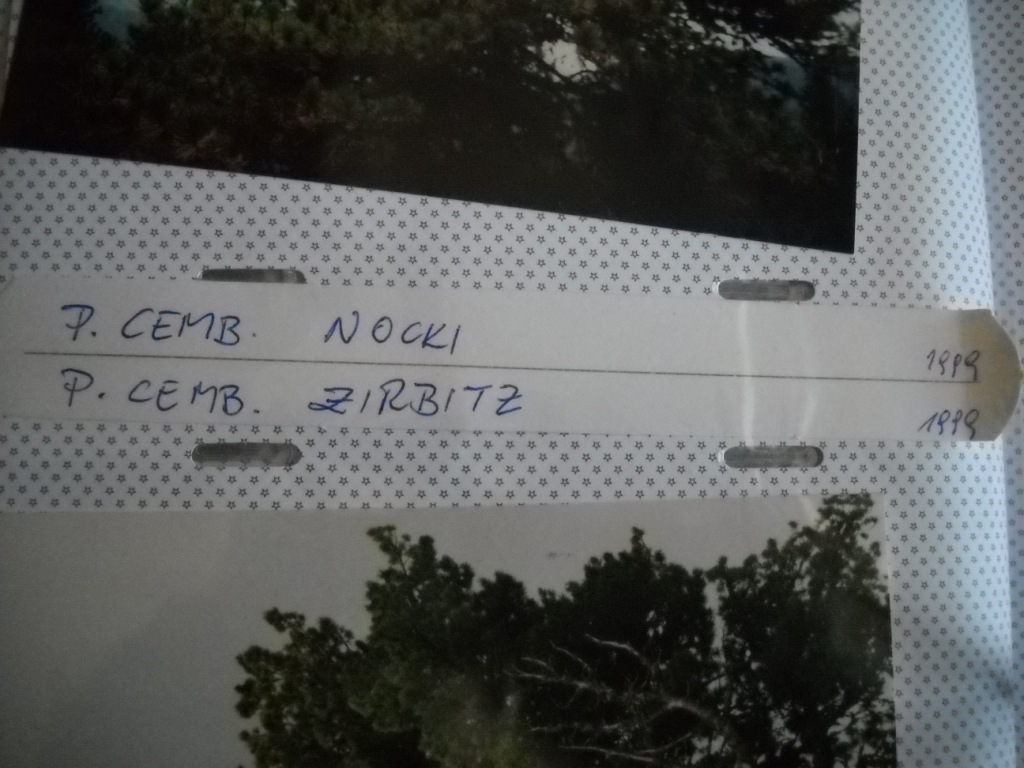 P. CEMB. NOCKI 1999
P. CEMB. ZIRBITZ 1999